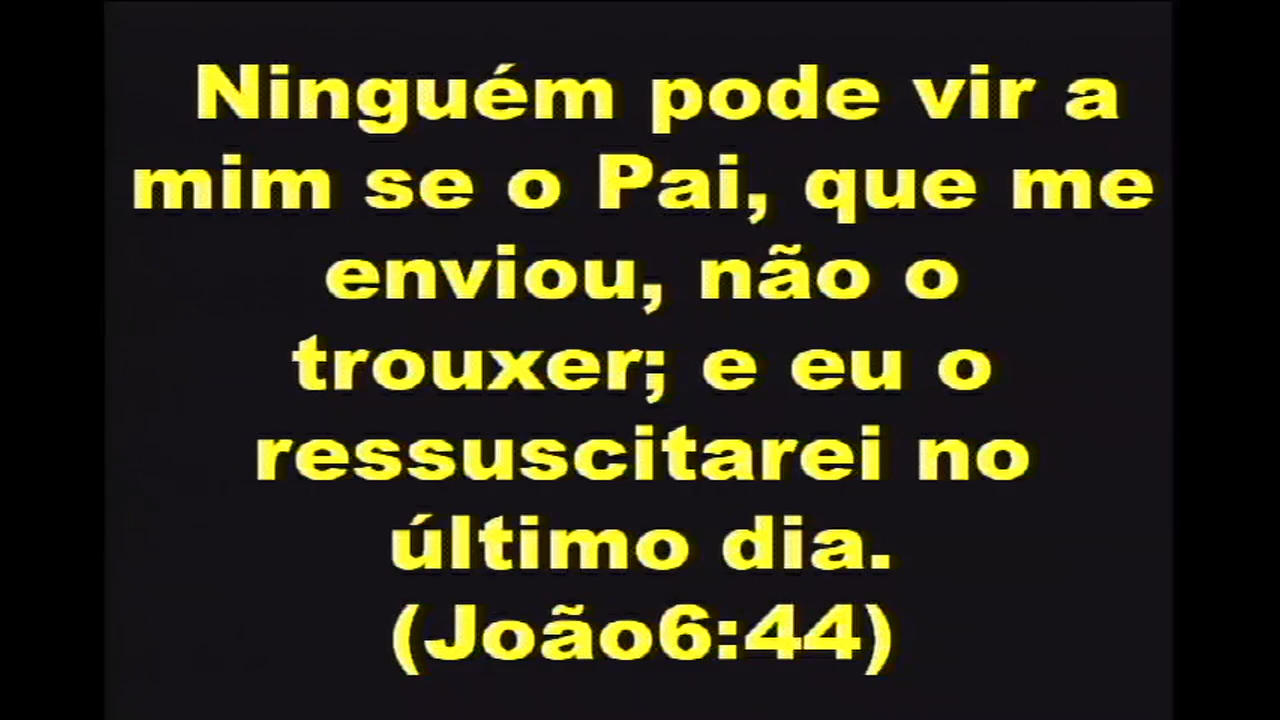 Ninguém pode vir a
mim se o Pai, que me
enviou, não o
trouxer; e eu o
ressuscitarei no
último dia.
(João6:44)